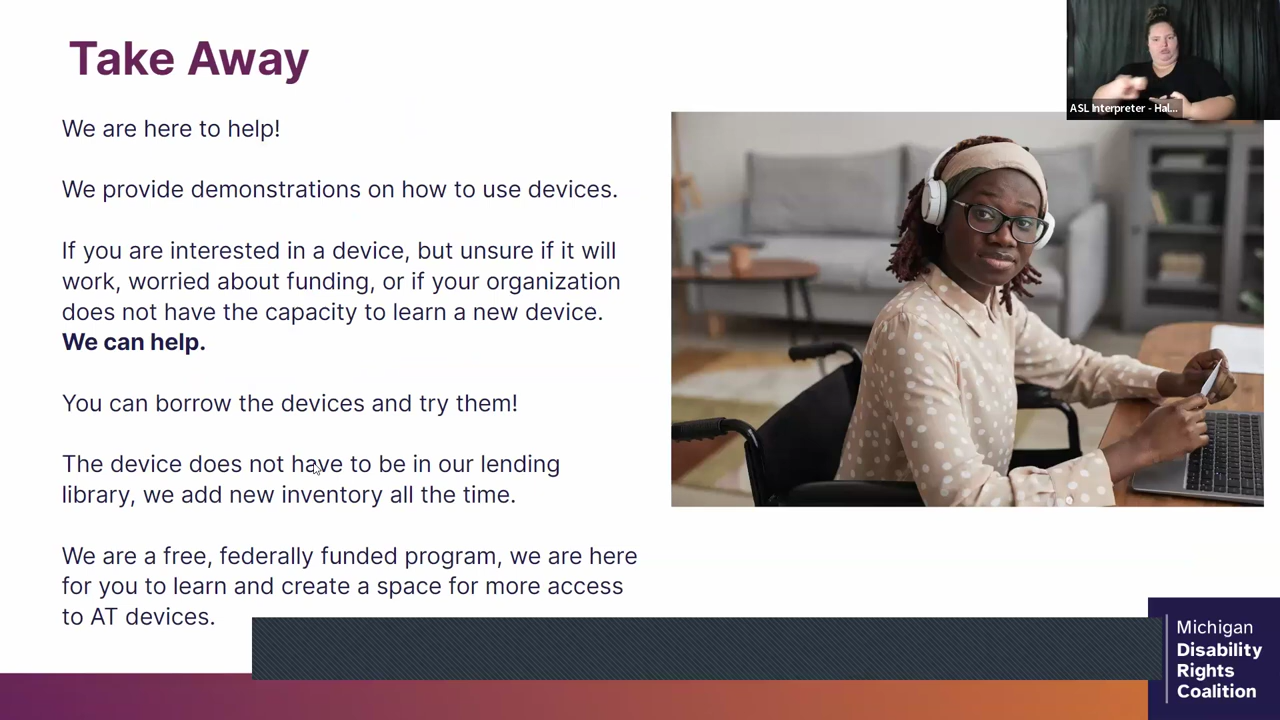 Take Away
ASL Interpreter - Hal...
We are here to help!
We provide demonstrations on how to use devices.
If you are interested in a device, but unsure if it will
work, worried about funding, or if your organization
does not have the capacity to learn a new device.
We can help.
You can borrow the devices and try them!
The device does not have to be in our lending
library, we add new inventory all the time.
We are a free, federally funded program, we are here
for you to learn and create a space for more access
to AT devices.
Michigan
Disability
Rights
Coalition